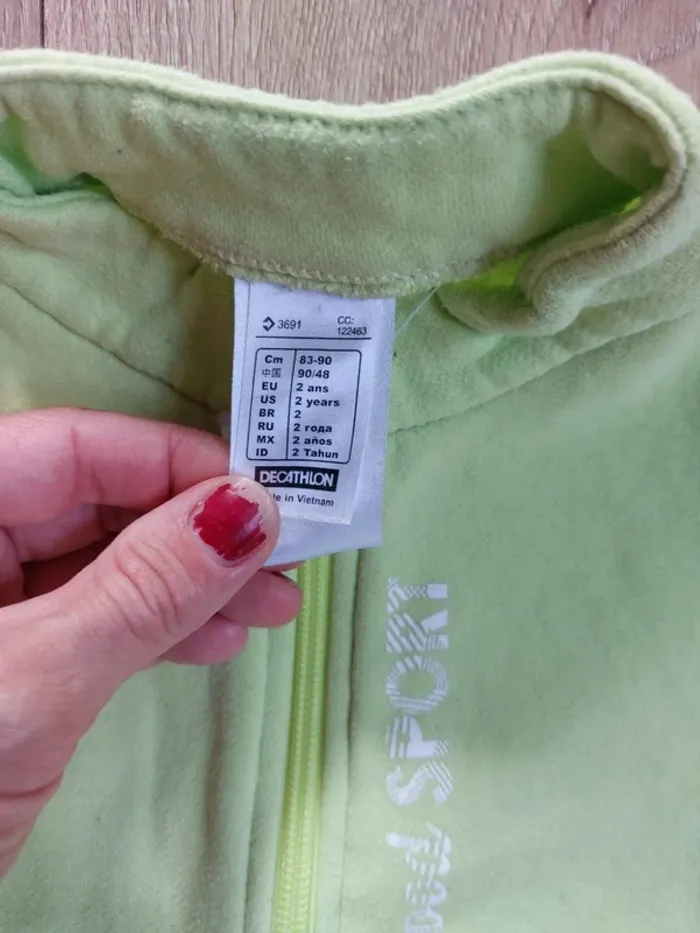 3691 CC:
122463
Cm 83-90
中国 90/48
EU 2 ans
US 2 years
BR 2
RU 2 года
MX 2 años
ID 2 Tahun
DECATHLON
in Vietnam
SPORT